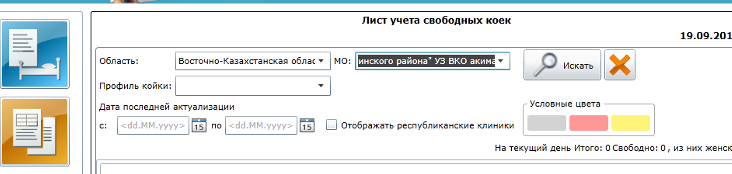 Лист учета свободных коек
19.09.201
Область: Восточно-Казахстанская облас МО: инского района" УЗ ВКО акима Искать
Профиль койки:
Дата последней актуализации
Условные цвета
с: <dd.MM.yyyy> 15 по <dd.MM.yyyy> 15 Отображать республиканские клиники
На текущий день Итого: 0 Свободно: 0 , из них женск